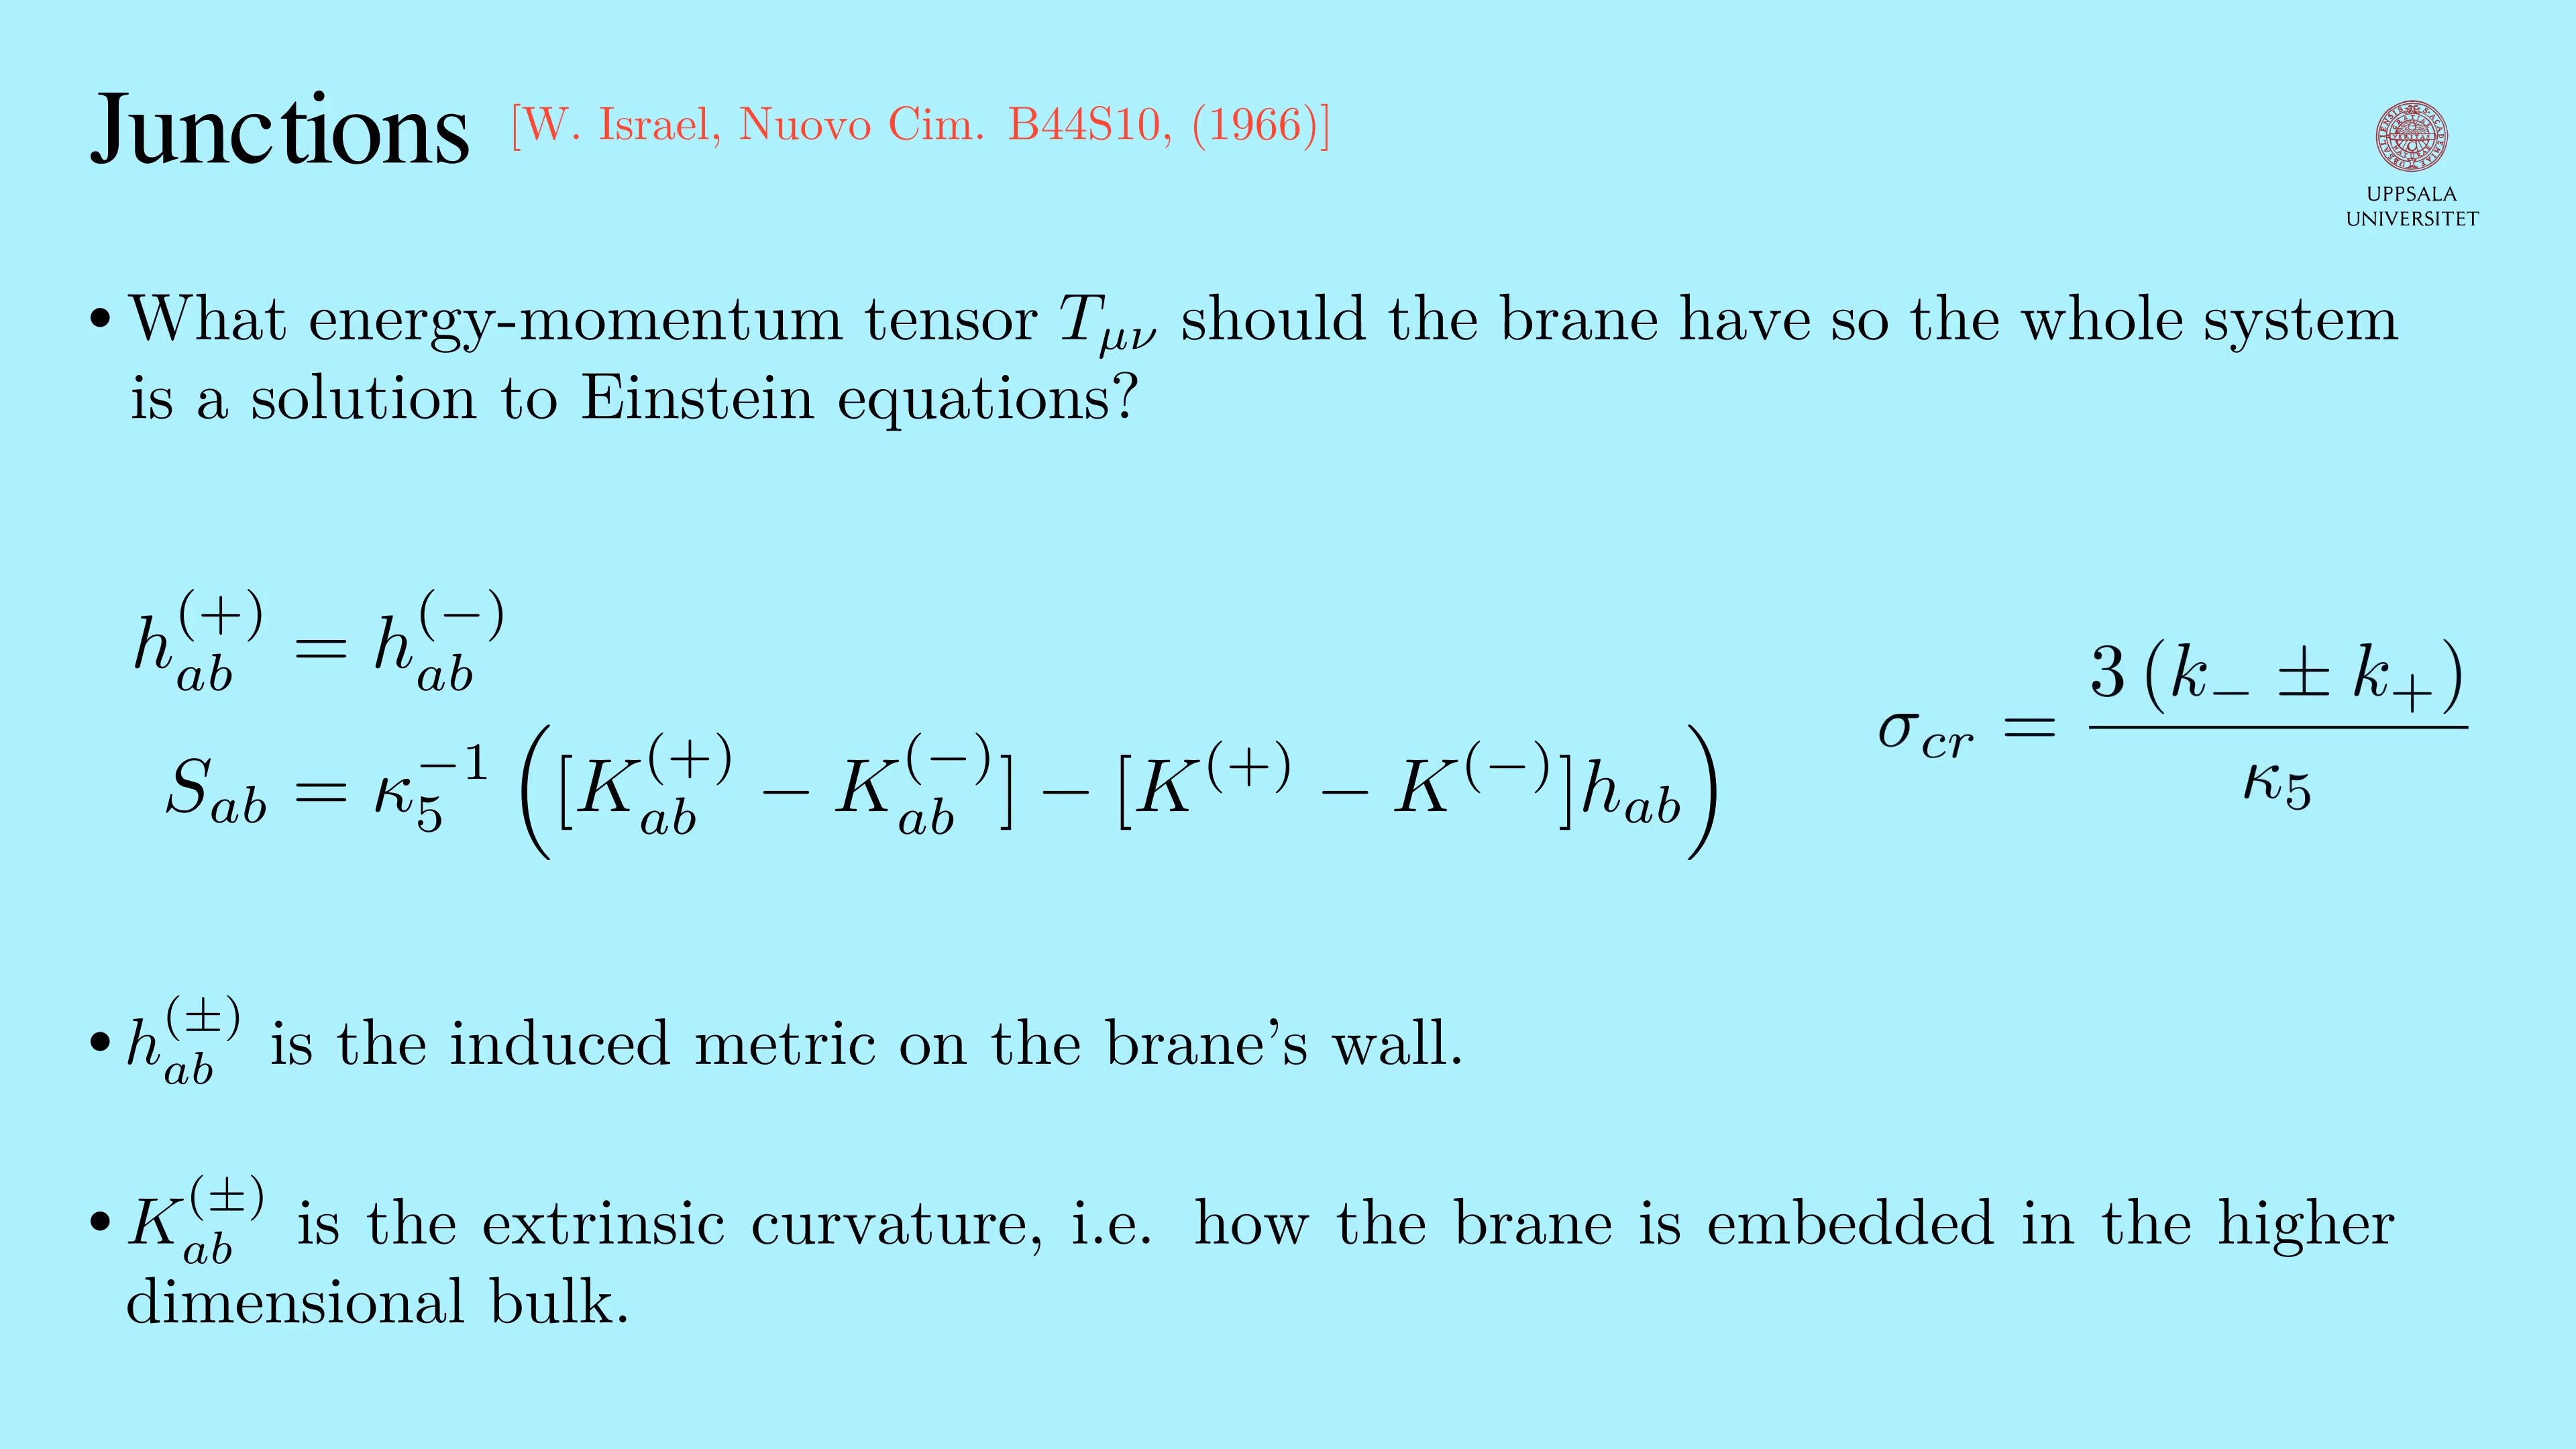 Junctions [W. Israel, Nuovo Cim. B44S10, (1966)]
UPPSALA
UNIVERSITET
• What energy-momentum tensor $T_{\mu\nu}$ should the brane have so the whole system
is a solution to Einstein equations?
$h_{ab}^{(+)} = h_{ab}^{(-)}$
$S_{ab} = \kappa_5^{-1} \left( [K_{ab}^{(+)} - K_{ab}^{(-)}] - [K^{(+)} - K^{(-)}] h_{ab} \right)$
$\sigma_{cr} = \frac{3 (k_- \pm k_+)}{\kappa_5}$
• $h_{ab}^{(\pm)}$ is the induced metric on the brane’s wall.
• $K_{ab}^{(\pm)}$ is the extrinsic curvature, i.e. how the brane is embedded in the higher
dimensional bulk.